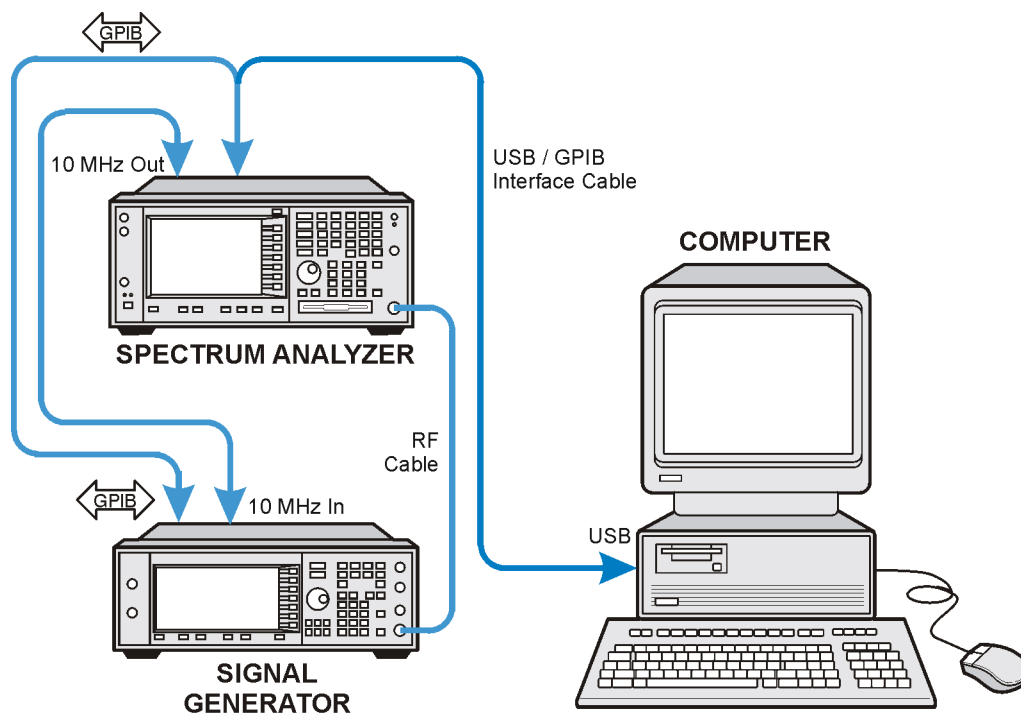 GPIB
10 MHz Out
USB / GPIB
Interface Cable
COMPUTER
SPECTRUM ANALYZER
RF
Cable
GPIB
10 MHz In
USB
SIGNAL
GENERATOR